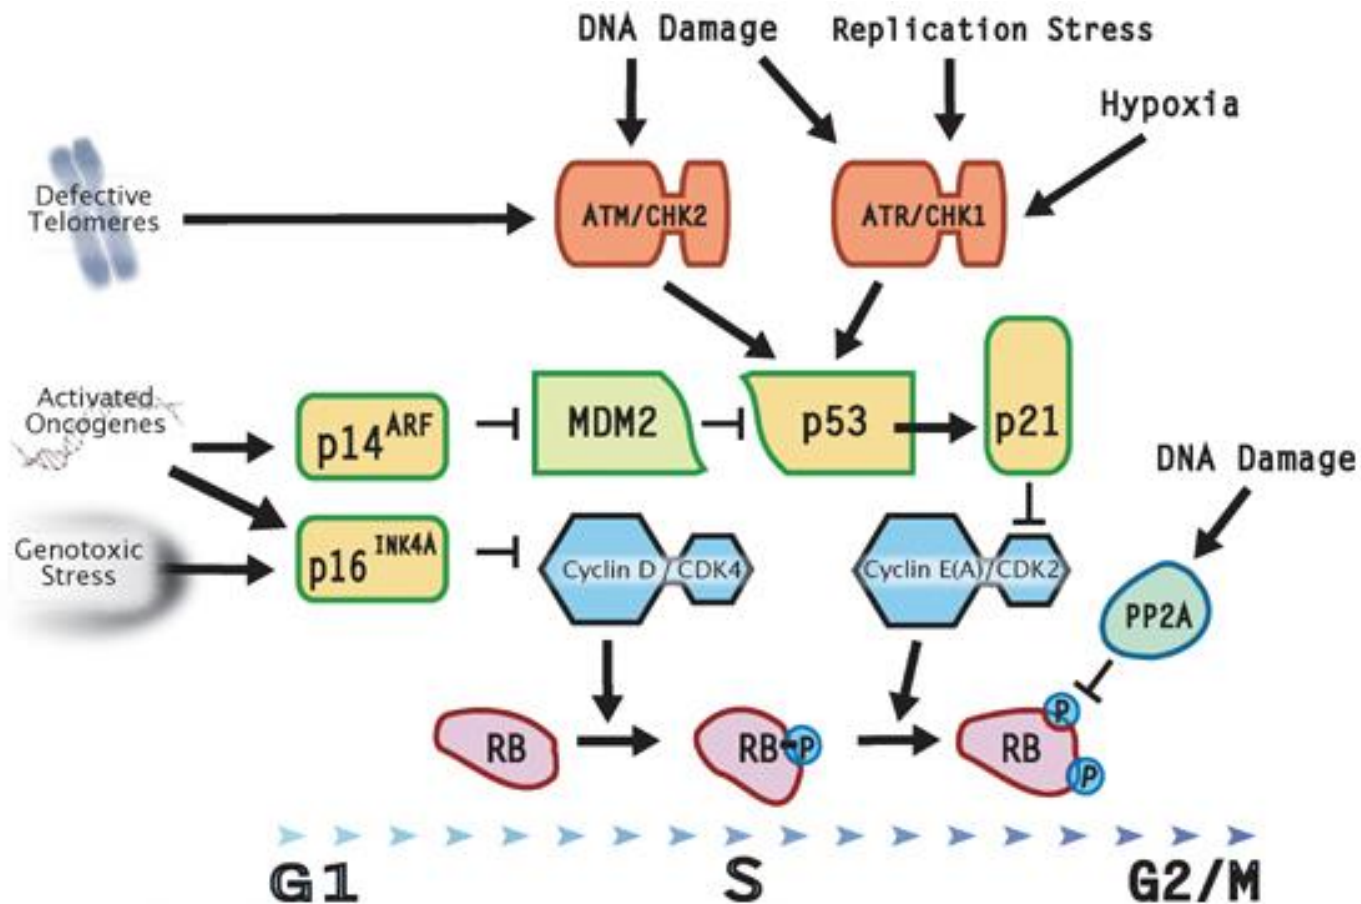 DNA Damage
Replication Stress
Hypoxia
Defective
Telomeres
ATM/CHK2
ATR/CHK1
Activated
Oncogenes
p14ARF
MDM2
p53
p21
DNA Damage
Genotoxic
Stress
p16INK4A
Cyclin D/CDK4
Cyclin E(A)/CDK2
PP2A
RB
RB-P
RB
P
P
G1
S
G2/M